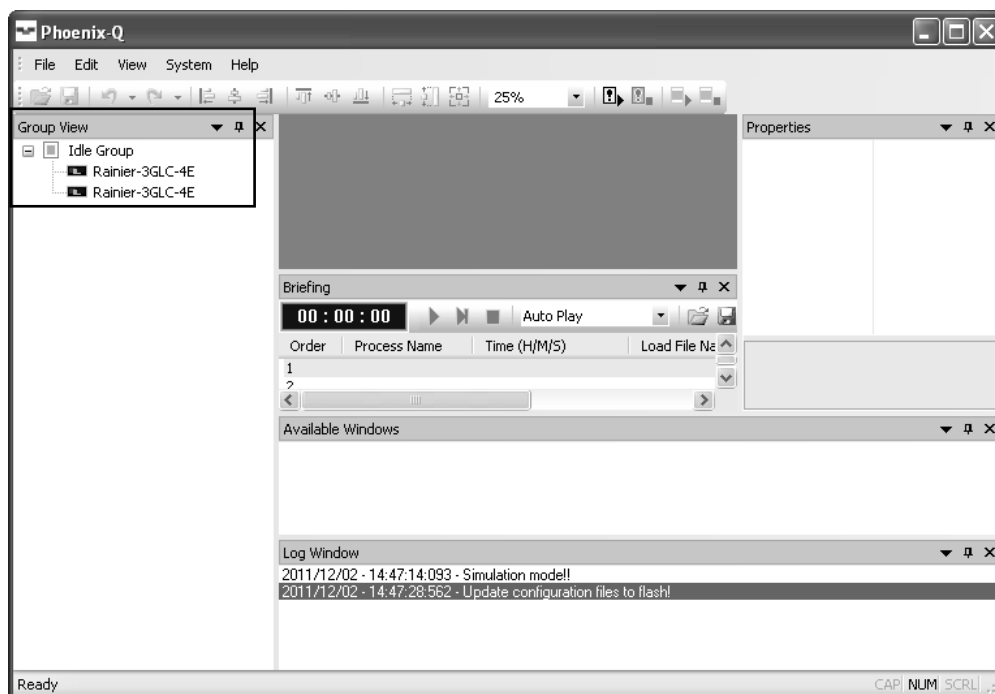 Phoenix-Q
File Edit View System Help
25%
Group View
Idle Group
Rainier-3GLC-4E
Rainier-3GLC-4E
Properties
Briefing
00 : 00 : 00 Auto Play
Order Process Name Time (H/M/S) Load File Na
1
2
Available Windows
Log Window
2011/12/02 - 14:47:14:093 - Simulation mode!!
2011/12/02 - 14:47:28:562 - Update configuration files to flash!
Ready CAP NUM SCRL